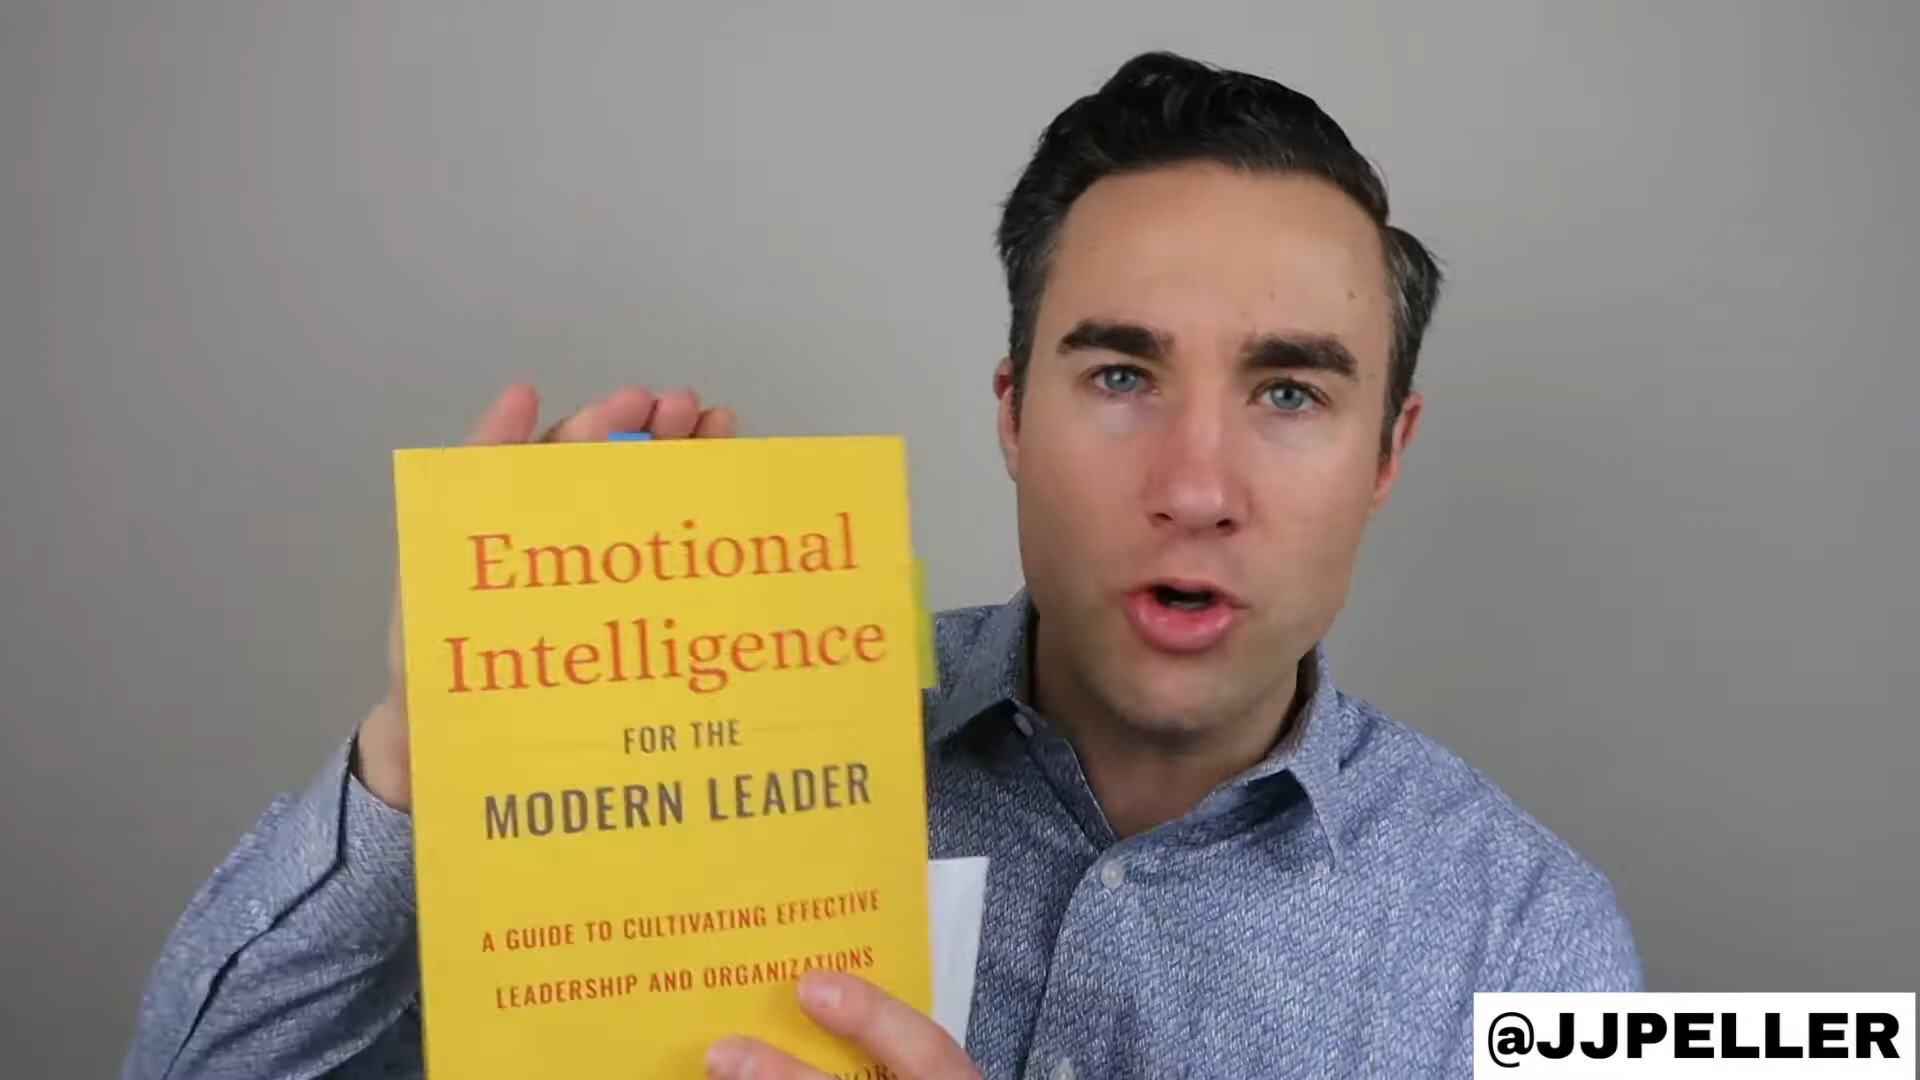 Emotional
Intelligence
FOR THE
MODERN LEADER
A GUIDE TO CULTIVATING EFFECTIVE
LEADERSHIP AND ORGANIZATIONS
@JJPELLER